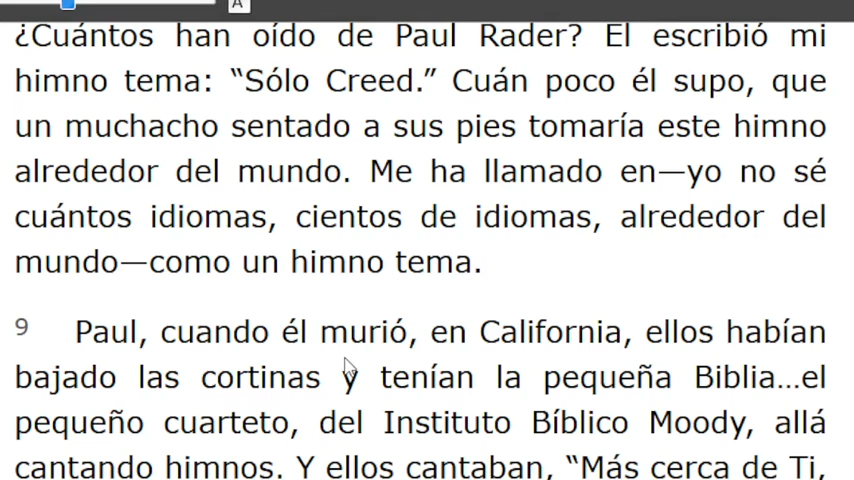 A
¿Cuántos han oído de Paul Rader? El escribió mi
himno tema: “Sólo Creed.” Cuán poco él supo, que
un muchacho sentado a sus pies tomaría este himno
alrededor del mundo. Me ha llamado en—yo no sé
cuántos idiomas, cientos de idiomas, alrededor del
mundo—como un himno tema.
9 Paul, cuando él murió, en California, ellos habían
bajado las cortinas y tenían la pequeña Biblia...el
pequeño cuarteto, del Instituto Bíblico Moody, allá
cantando himnos. Y ellos cantaban, “Más cerca de Ti,